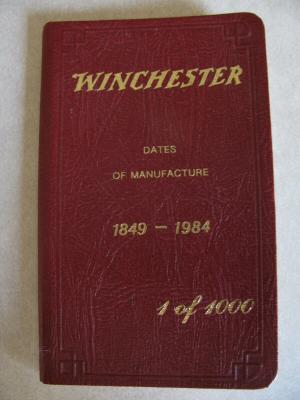 WINCHESTER
DATES
OF MANUFACTURE
1849 – 1984
1 of 1000